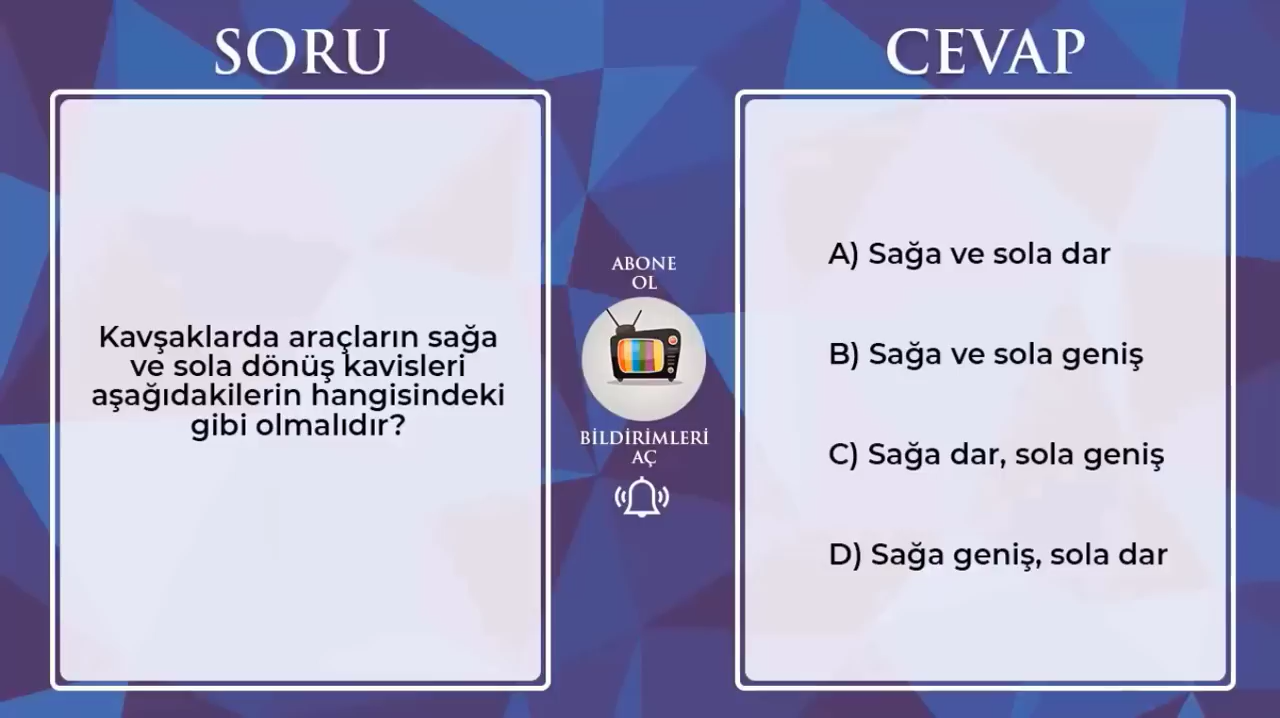 SORU
Kavşaklarda araçların sağa
ve sola dönüş kavisleri
aşağıdakilerin hangisindeki
gibi olmalıdır?
ABONE
OL
BİLDİRİMLERİ
AÇ
CEVAP
A) Sağa ve sola dar
B) Sağa ve sola geniş
C) Sağa dar, sola geniş
D) Sağa geniş, sola dar